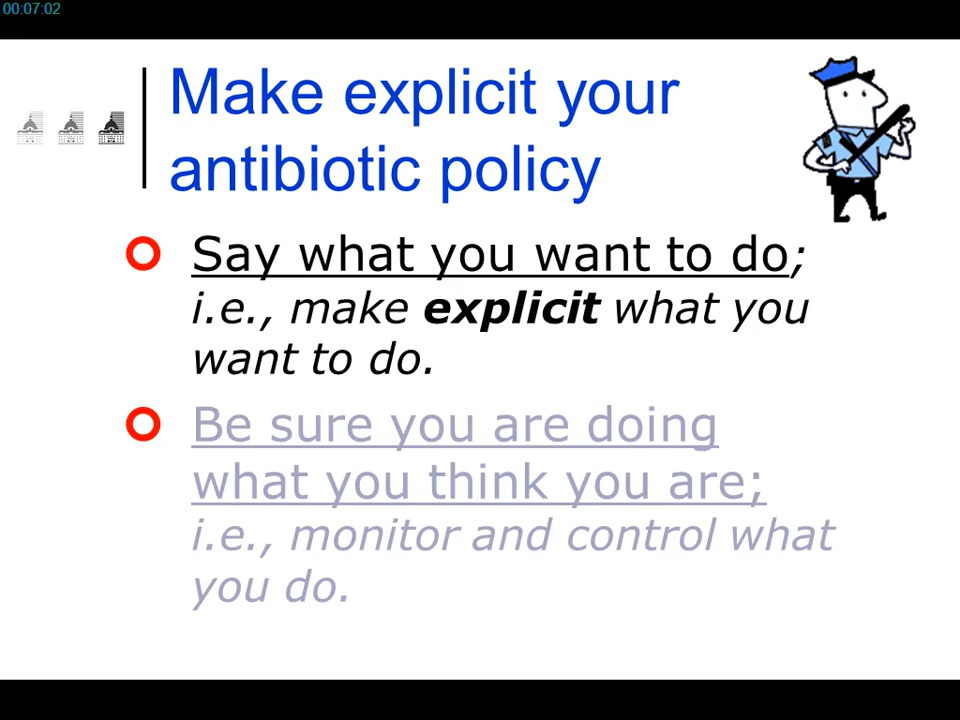 00:07:02
Make explicit your
antibiotic policy
Say what you want to do;
i.e., make explicit what you
want to do.
Be sure you are doing
what you think you are;
i.e., monitor and control what
you do.